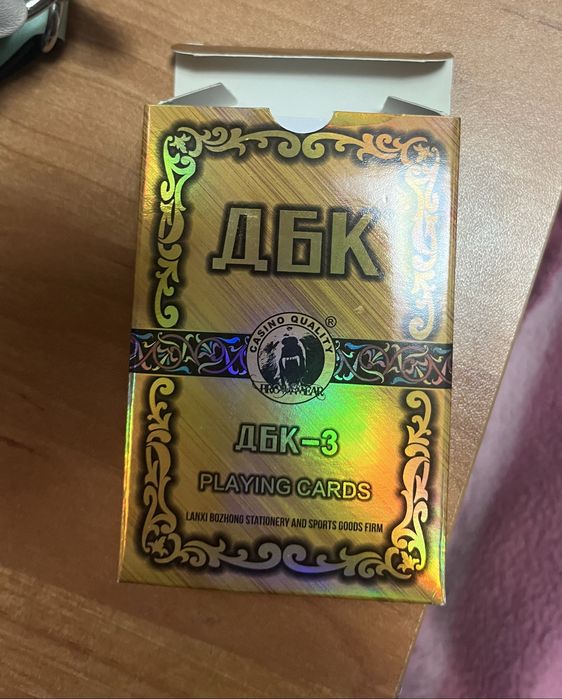 ДБК
CASINO QUALITY ®
ДБК-3
PLAYING CARDS
LANXI BOZHONG STATIONERY AND SPORTS GOODS FIRM